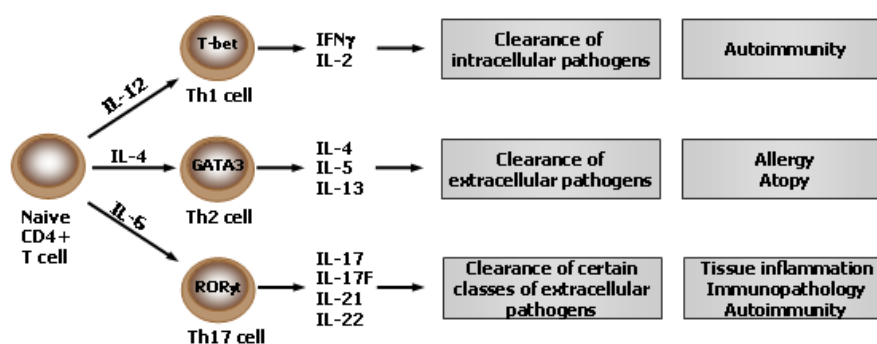 T-bet
IFNγ
IL-2
Clearance of
intracellular pathogens
Autoimmunity
Th1 cell
IL-12
Naive
CD4+
T cell
IL-4
GATA3
Th2 cell
IL-4
IL-5
IL-13
Clearance of
extracellular pathogens
Allergy
Atopy
IL-6
RORγt
Th17 cell
IL-17
IL-17F
IL-21
IL-22
Clearance of certain
classes of extracellular
pathogens
Tissue inflammation
Immunopathology
Autoimmunity